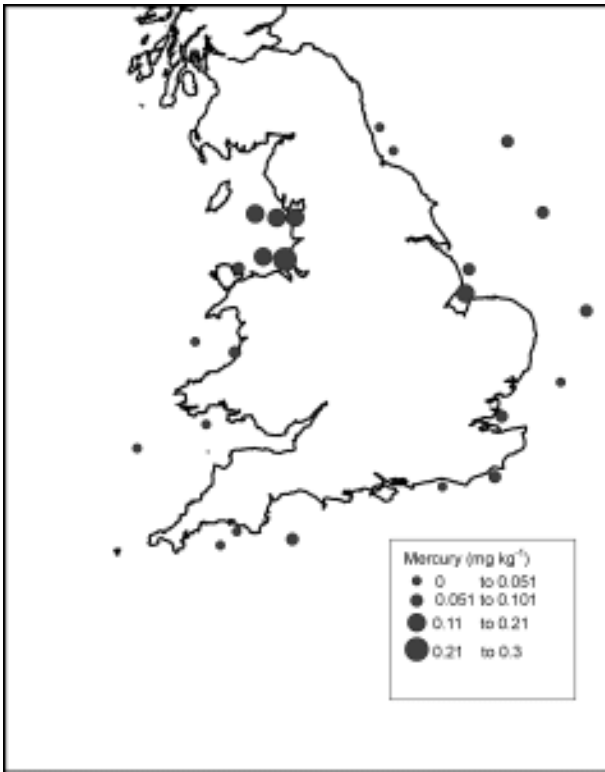 Mercury (mg kg⁻¹)
0 to 0.051
0.051 to 0.101
0.11 to 0.21
0.21 to 0.3